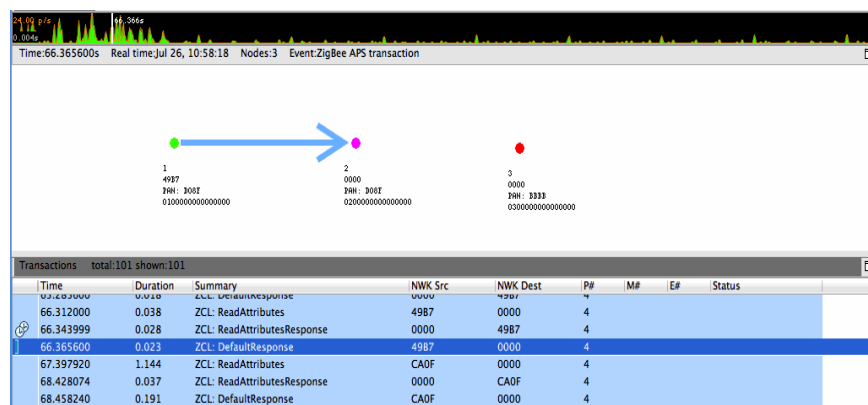 24.00 p/s
66.366s
0.004s
Time:66.365600s Real time:Jul 26, 10:58:18 Nodes:3 Event:ZigBee APS transaction
1
49B7
PAN: D08F
0100000000000000
2
0000
PAN: D08F
0200000000000000
3
0000
PAN: BBBB
0300000000000000
Transactions total:101 shown:101
Time Duration Summary NWK Src NWK Dest P# M# E# Status
65.285600 0.018 ZCL: DefaultResponse 0000 49B7 4
66.312000 0.038 ZCL: ReadAttributes 49B7 0000 4
66.343999 0.028 ZCL: ReadAttributesResponse 0000 49B7 4
66.365600 0.023 ZCL: DefaultResponse 49B7 0000 4
67.397920 1.144 ZCL: ReadAttributes CA0F 0000 4
68.428074 0.037 ZCL: ReadAttributesResponse 0000 CA0F 4
68.458240 0.191 ZCL: DefaultResponse CA0F 0000 4